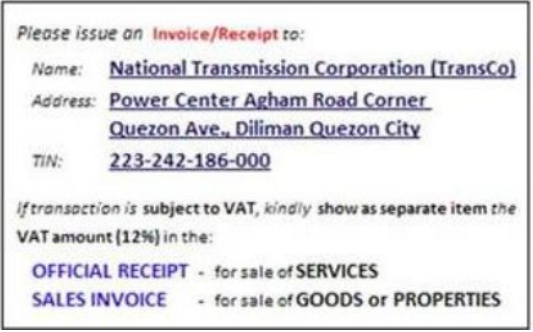 Please issue an Invoice/Receipt to:
Name: National Transmission Corporation (TransCo)
Address: Power Center Agham Road Corner
Quezon Ave., Diliman Quezon City
TIN: 223-242-186-000
If transaction is subject to VAT, kindly show as separate item the
VAT amount (12%) in the:
OFFICIAL RECEIPT - for sale of SERVICES
SALES INVOICE - for sale of GOODS or PROPERTIES